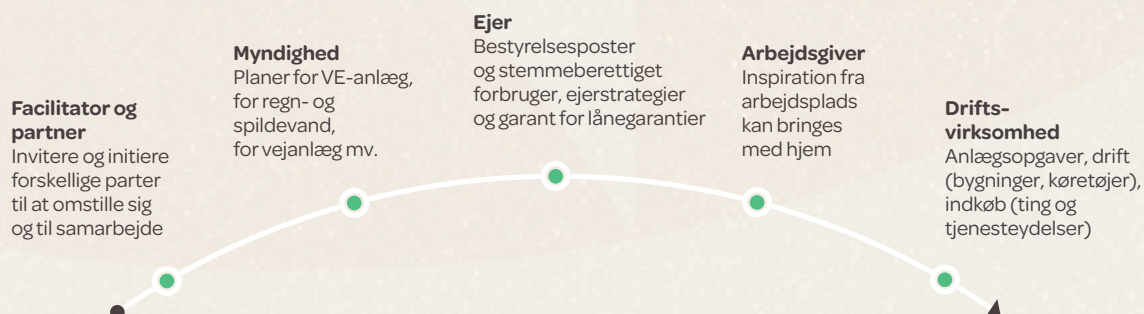 Facilitator og
partner
Invitere og initiere
forskellige parter
til at omstille sig
og til samarbejde
Myndighed
Planer for VE-anlæg,
for regn- og
spildevand,
for vejanlæg mv.
Ejer
Bestyrelsesposter
og stemmeberettiget
forbruger, ejerstrategier
og garant for lånegarantier
Arbejdsgiver
Inspiration fra
arbejdsplads
kan bringes
med hjem
Drifts-
virksomhed
Anlægsopgaver, drift
(bygninger, køretøjer),
indkøb (ting og
tjenesteydelser)